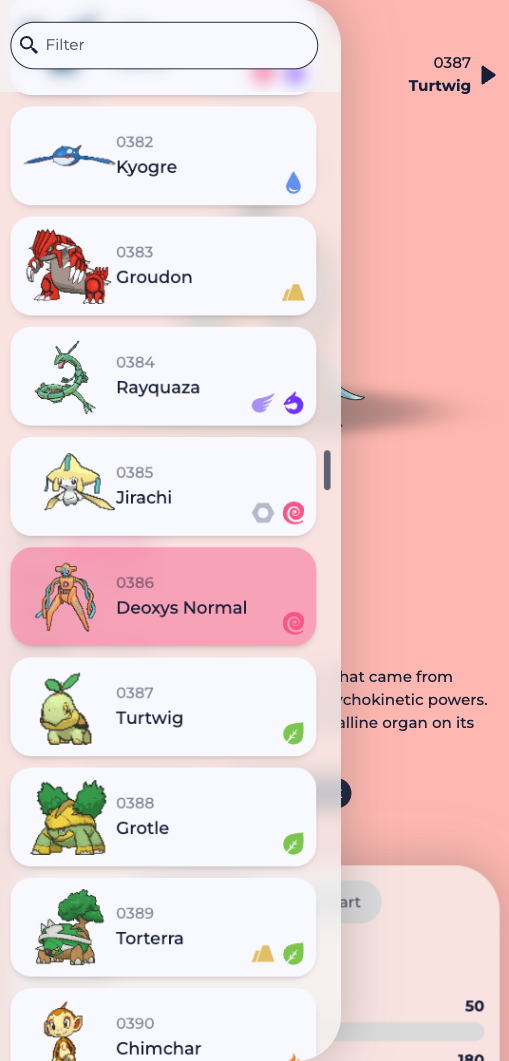 Filter
0387
Turtwig
0382
Kyogre
0383
Groudon
0384
Rayquaza
0385
Jirachi
0386
Deoxys Normal
0387
Turtwig
0388
Grotle
0389
Torterra
0390
Chimchar
hat came from
ychokinetic powers.
alline organ on its
art
50
180